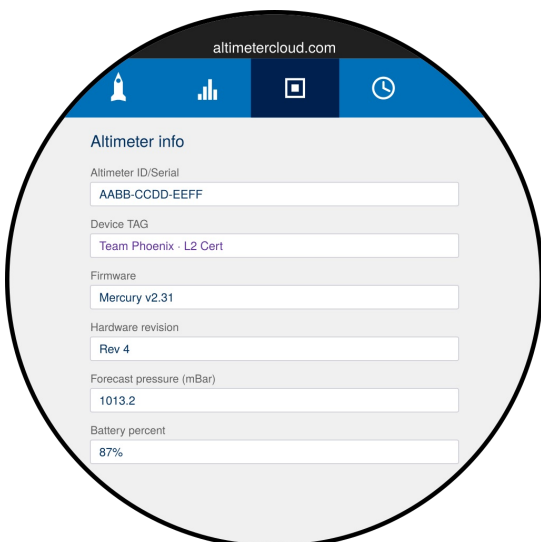 altimetercloud.com
Altimeter info
Altimeter ID/Serial
AABB-CCDD-EEFF
Device TAG
Team Phoenix · L2 Cert
Firmware
Mercury v2.31
Hardware revision
Rev 4
Forecast pressure (mBar)
1013.2
Battery percent
87%